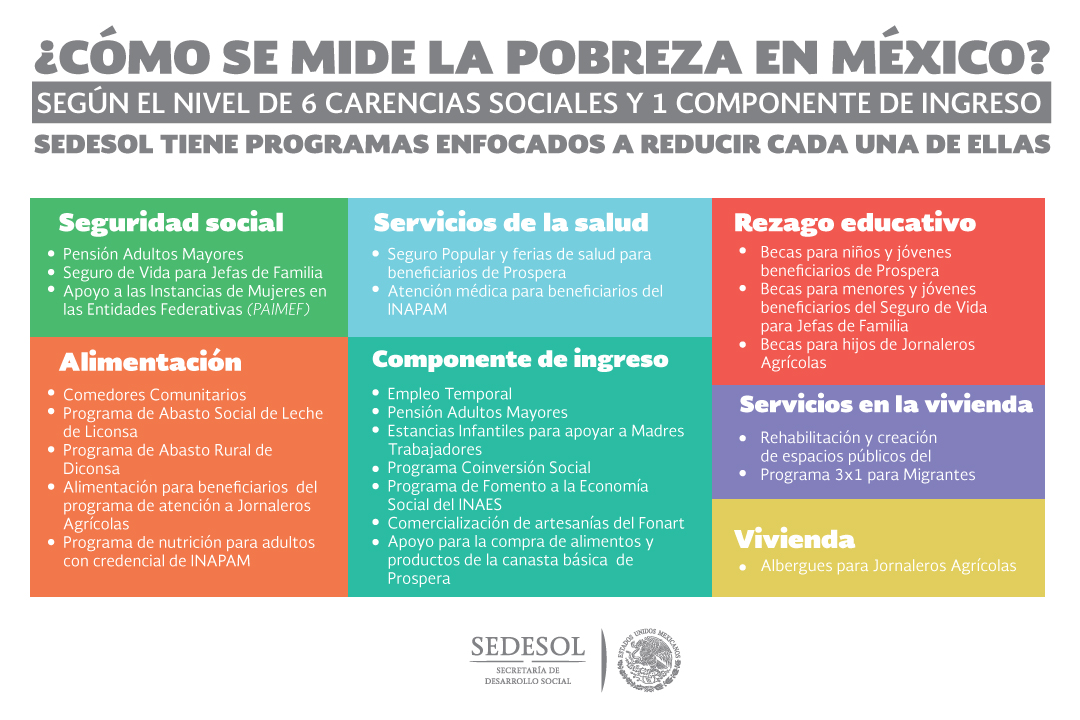 ¿CÓMO SE MIDE LA POBREZA EN MÉXICO?
SEGÚN EL NIVEL DE 6 CARENCIAS SOCIALES Y 1 COMPONENTE DE INGRESO
SEDESOL TIENE PROGRAMAS ENFOCADOS A REDUCIR CADA UNA DE ELLAS
Seguridad social
• Pensión Adultos Mayores
• Seguro de Vida para Jefas de Familia
• Apoyo a las Instancias de Mujeres en
las Entidades Federativas (PAIMEF)
Servicios de la salud
• Seguro Popular y ferias de salud para
beneficiarios de Prospera
• Atención médica para beneficiarios del
INAPAM
Rezago educativo
• Becas para niños y jóvenes
beneficiarios de Prospera
• Becas para menores y jóvenes
beneficiarios del Seguro de Vida
para Jefas de Familia
• Becas para hijos de Jornaleros
Agrícolas
Alimentación
• Comedores Comunitarios
• Programa de Abasto Social de Leche
de Liconsa
• Programa de Abasto Rural de
Diconsa
• Alimentación para beneficiarios del
programa de atención a Jornaleros
Agrícolas
• Programa de nutrición para adultos
con credencial de INAPAM
Componente de ingreso
• Empleo Temporal
• Pensión Adultos Mayores
• Estancias Infantiles para apoyar a Madres
Trabajadores
• Programa Coinversión Social
• Programa de Fomento a la Economía
Social del INAES
• Comercialización de artesanías del Fonart
• Apoyo para la compra de alimentos y
productos de la canasta básica de
Prospera
Servicios en la vivienda
• Rehabilitación y creación
de espacios públicos del
• Programa 3x1 para Migrantes
Vivienda
• Albergues para Jornaleros Agrícolas
SEDESOL
SECRETARÍA DE
DESARROLLO SOCIAL
ESTADOS UNIDOS MEXICANOS